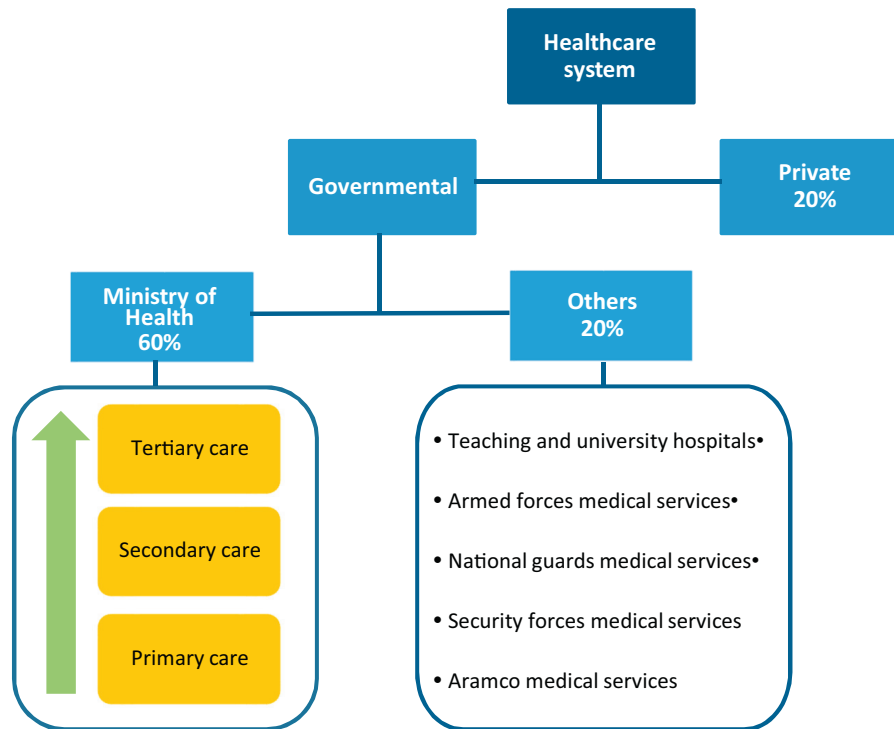 Healthcare
system
Governmental
Private
20%
Ministry of
Health
60%
Others
20%
Tertiary care
Secondary care
Primary care
• Teaching and university hospitals•
• Armed forces medical services•
• National guards medical services•
• Security forces medical services
• Aramco medical services